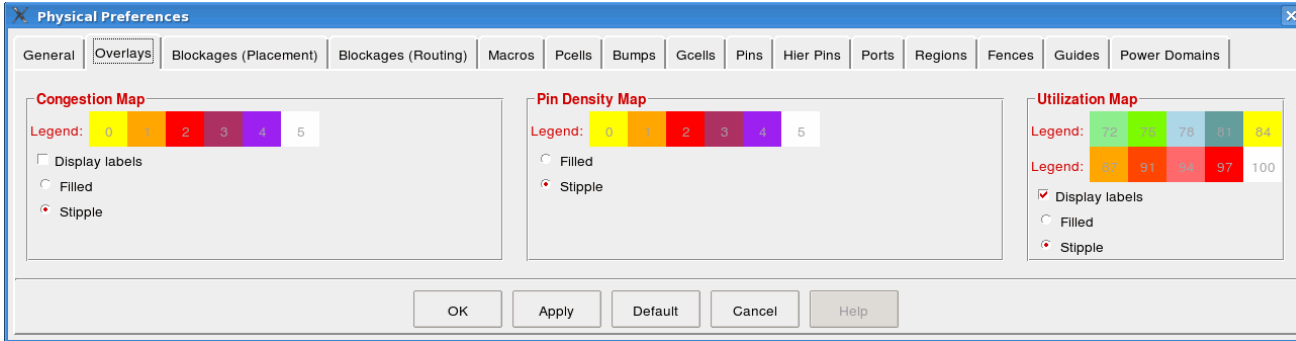 Physical Preferences
General Overlays Blockages (Placement) Blockages (Routing) Macros Pcells Bumps Gcells Pins Hier Pins Ports Regions Fences Guides Power Domains
Congestion Map
Legend: 0 1 2 3 4 5
Display labels
Filled
Stipple
Pin Density Map
Legend: 0 1 2 3 4 5
Filled
Stipple
Utilization Map
Legend: 72 75 78 81 84
Legend: 87 91 94 97 100
Display labels
Filled
Stipple
OK Apply Default Cancel Help